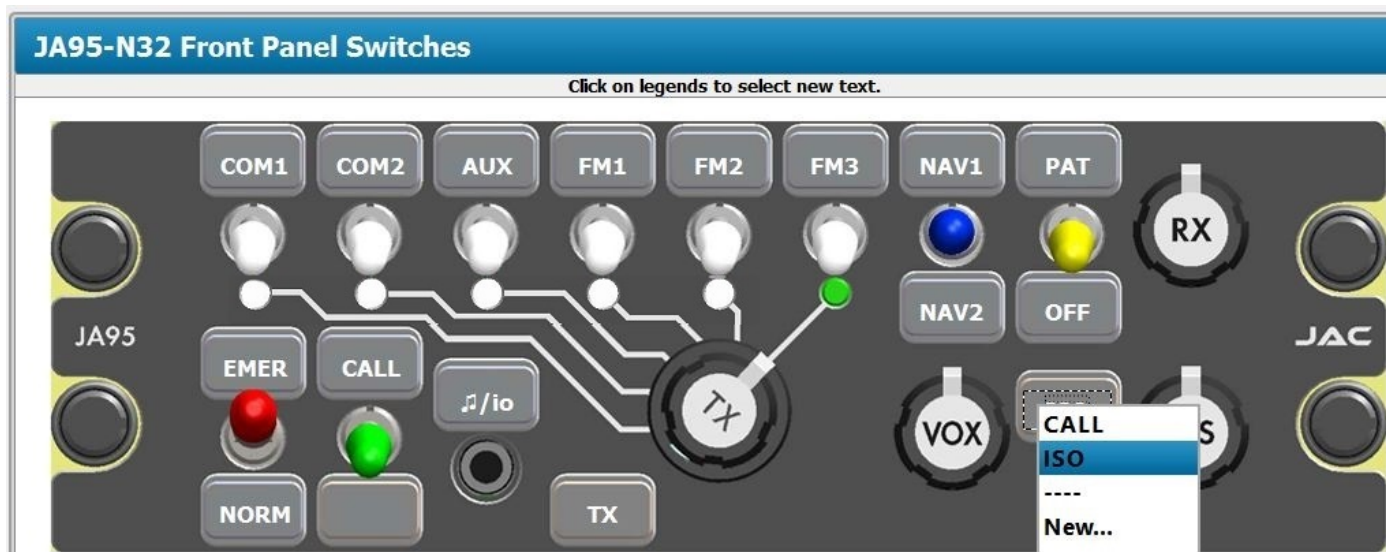 JA95-N32 Front Panel Switches
Click on legends to select new text.
COM1 COM2 AUX FM1 FM2 FM3 NAV1 PAT
RX
JA95
NAV2 OFF
JAC
EMER CALL
♫/io
TX
VOX
S
CALL
ISO
----
New...
NORM
TX